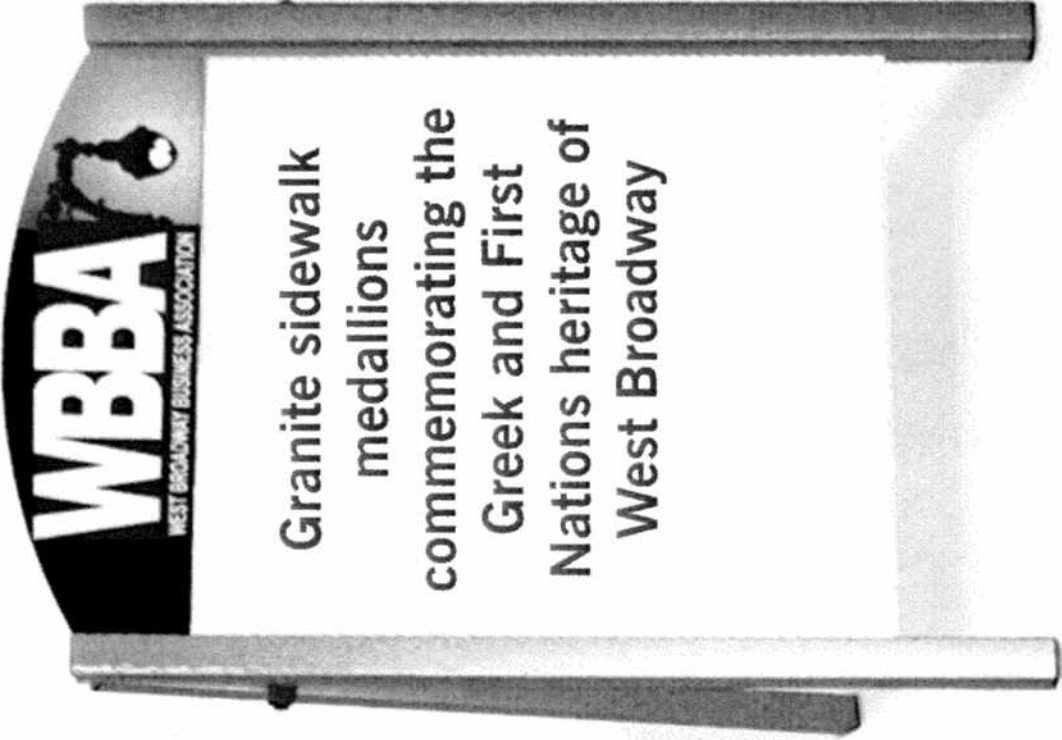 WBBA
WEST BROADWAY BUSINESS ASSOCIATION
Granite sidewalk
medallions
commemorating the
Greek and First
Nations heritage of
West Broadway